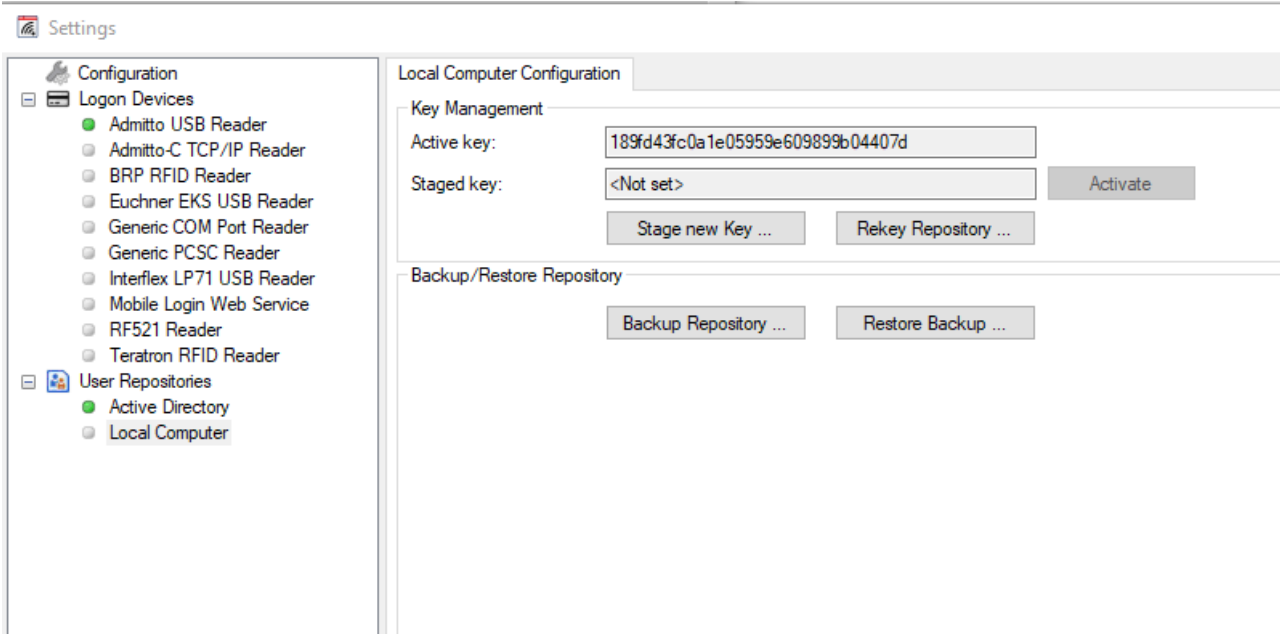 Settings
Configuration
Logon Devices
Admitto USB Reader
Admitto-C TCP/IP Reader
BRP RFID Reader
Euchner EKS USB Reader
Generic COM Port Reader
Generic PCSC Reader
Interflex LP71 USB Reader
Mobile Login Web Service
RF521 Reader
Teratron RFID Reader
User Repositories
Active Directory
Local Computer
Local Computer Configuration
Key Management
Active key: 189fd43fc0a1e05959e609899b04407d
Staged key: <Not set> Activate
Stage new Key ... Rekey Repository ...
Backup/Restore Repository
Backup Repository ... Restore Backup ...